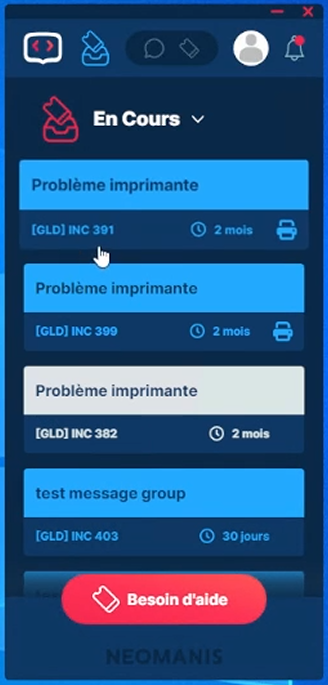 En Cours
Problème imprimante
[GLD] INC 391 2 mois
Problème imprimante
[GLD] INC 399 2 mois
Problème imprimante
[GLD] INC 382 2 mois
test message group
[GLD] INC 403 30 jours
Besoin d'aide
NEOMANIS